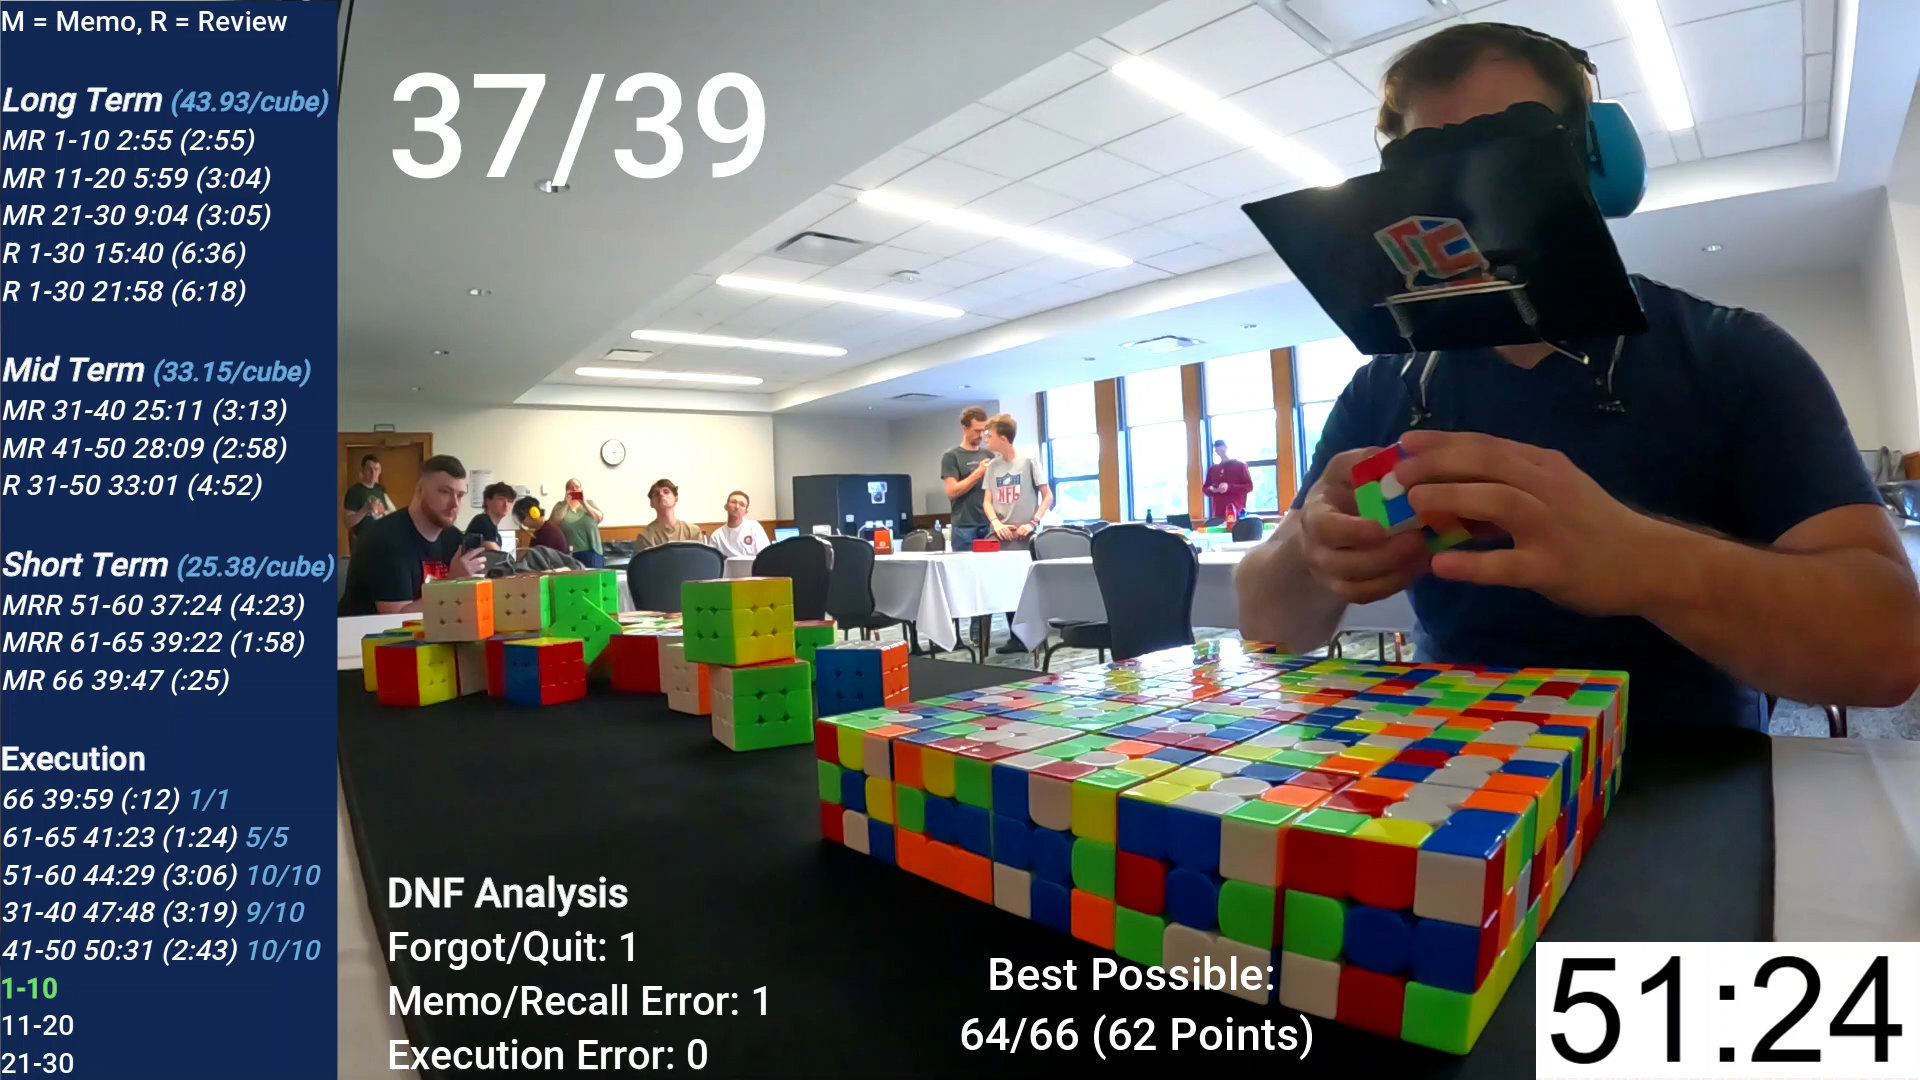 M = Memo, R = Review
Long Term (43.93/cube)
MR 1-10 2:55 (2:55)
MR 11-20 5:59 (3:04)
MR 21-30 9:04 (3:05)
R 1-30 15:40 (6:36)
R 1-30 21:58 (6:18)
Mid Term (33.15/cube)
MR 31-40 25:11 (3:13)
MR 41-50 28:09 (2:58)
R 31-50 33:01 (4:52)
Short Term (25.38/cube)
MRR 51-60 37:24 (4:23)
MRR 61-65 39:22 (1:58)
MR 66 39:47 (:25)
Execution
66 39:59 (:12) 1/1
61-65 41:23 (1:24) 5/5
51-60 44:29 (3:06) 10/10
31-40 47:48 (3:19) 9/10
41-50 50:31 (2:43) 10/10
1-10
11-20
21-30
37/39
NFL
DNF Analysis
Forgot/Quit: 1
Memo/Recall Error: 1
Execution Error: 0
Best Possible:
64/66 (62 Points)
51:24